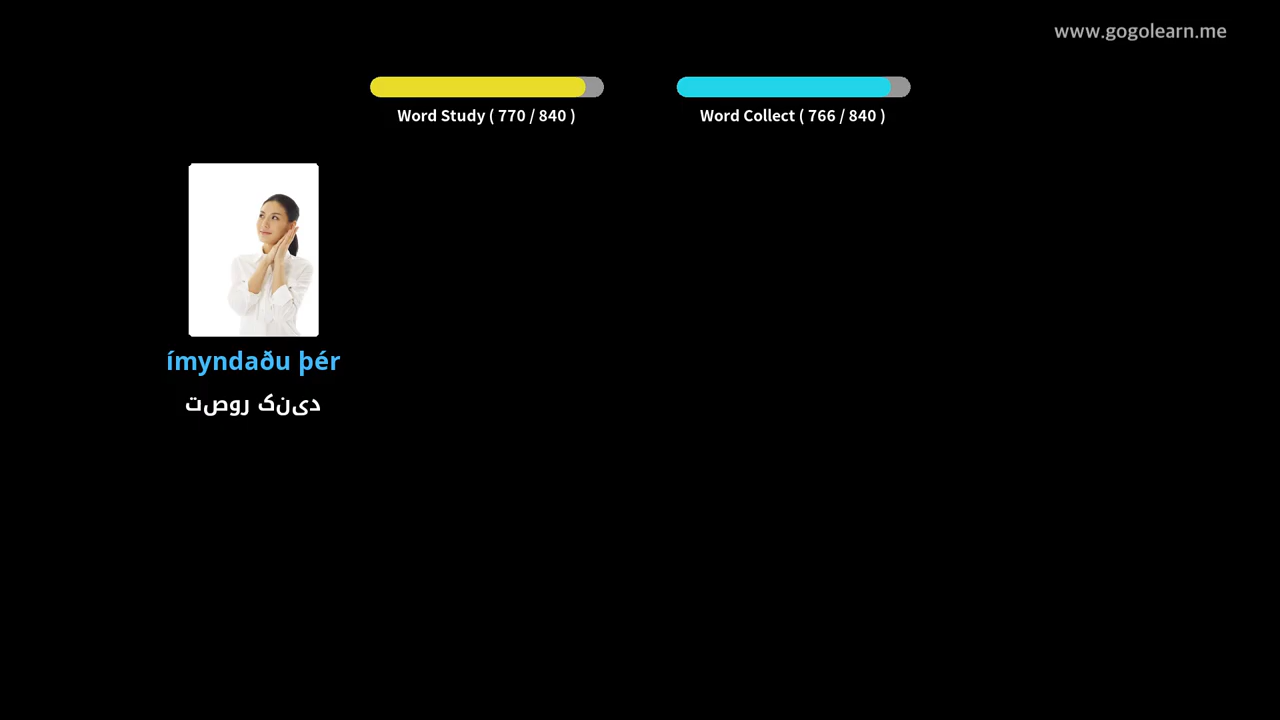 www.gogolearn.me
Word Study ( 770 / 840 )
Word Collect ( 766 / 840 )
ímyndaðu þér
تصور کنید